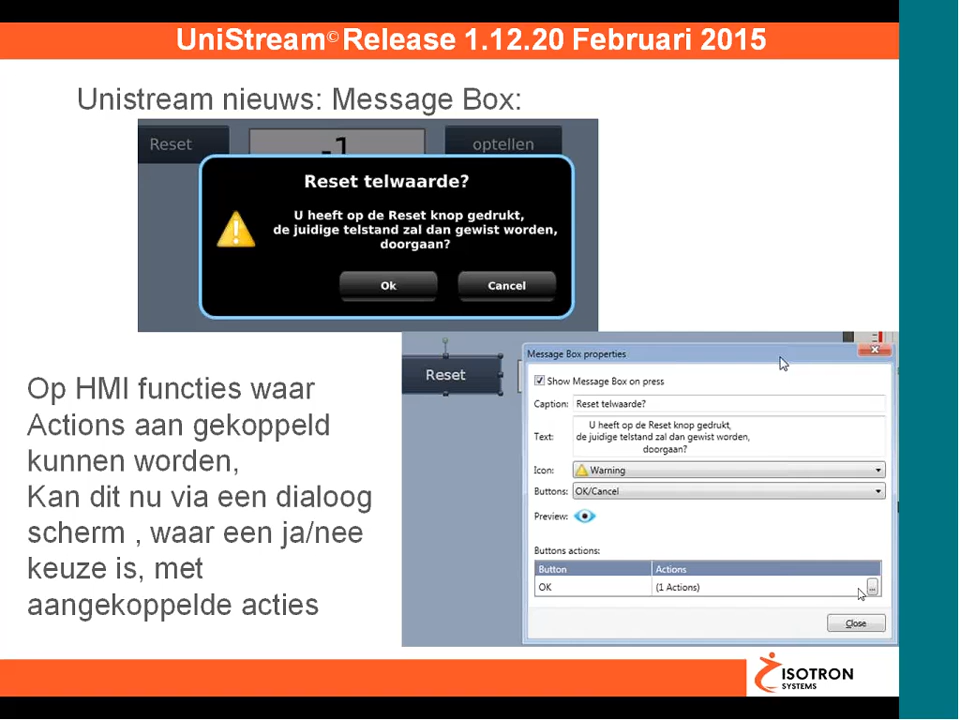 UniStream© Release 1.12.20 Februari 2015
Unistream nieuws: Message Box:
Reset
-1
optellen
Reset telwaarde?
U heeft op de Reset knop gedrukt,
de juidige telstand zal dan gewist worden,
doorgaan?
Ok
Cancel
Op HMI functies waar
Actions aan gekoppeld
kunnen worden,
Kan dit nu via een dialoog
scherm , waar een ja/nee
keuze is, met
aangekoppelde acties
Reset
Message Box properties
Show Message Box on press
Caption: Reset telwaarde?
Text: U heeft op de Reset knop gedrukt,
de juidige telstand zal dan gewist worden,
doorgaan?
Icon: Warning
Buttons: OK/Cancel
Preview:
Buttons actions:
Button Actions
OK (1 Actions) ...
Close
ISOTRON
SYSTEMS